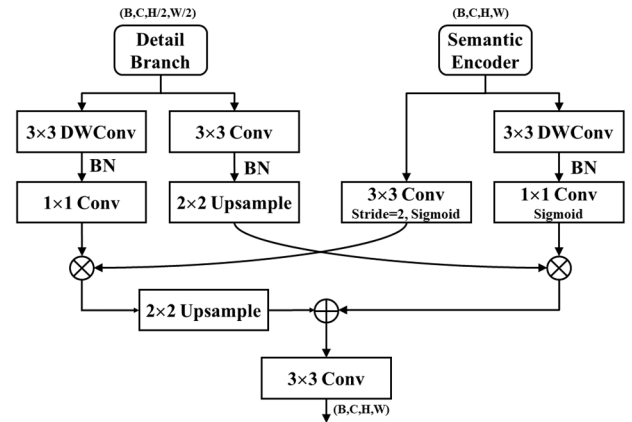 (B,C,H/2,W/2)
(B,C,H,W)
Detail
Branch
Semantic
Encoder
3×3 DWConv
3×3 Conv
3×3 DWConv
BN
BN
BN
1×1 Conv
2×2 Upsample
3×3 Conv
Stride=2, Sigmoid
1×1 Conv
Sigmoid
2×2 Upsample
3×3 Conv
(B,C,H,W)